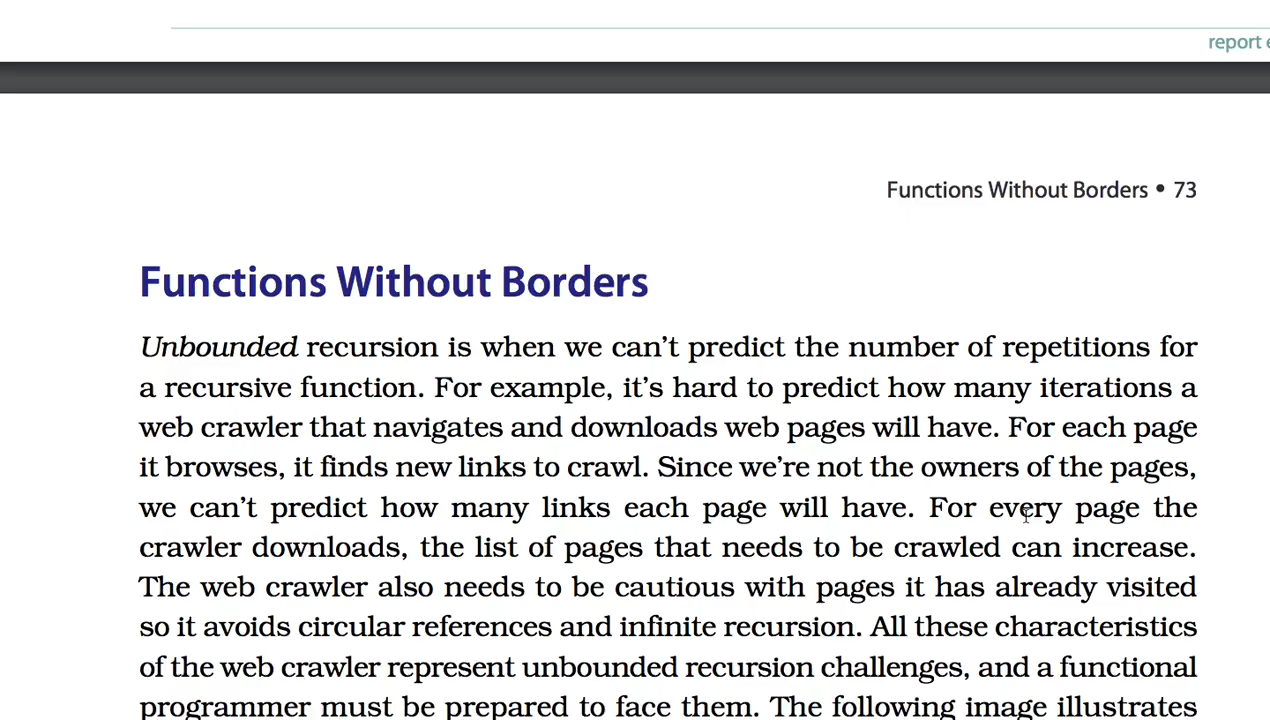 report
Functions Without Borders • 73
Functions Without Borders
Unbounded recursion is when we can’t predict the number of repetitions for
a recursive function. For example, it’s hard to predict how many iterations a
web crawler that navigates and downloads web pages will have. For each page
it browses, it finds new links to crawl. Since we’re not the owners of the pages,
we can’t predict how many links each page will have. For every page the
crawler downloads, the list of pages that needs to be crawled can increase.
The web crawler also needs to be cautious with pages it has already visited
so it avoids circular references and infinite recursion. All these characteristics
of the web crawler represent unbounded recursion challenges, and a functional
programmer must be prepared to face them. The following image illustrates